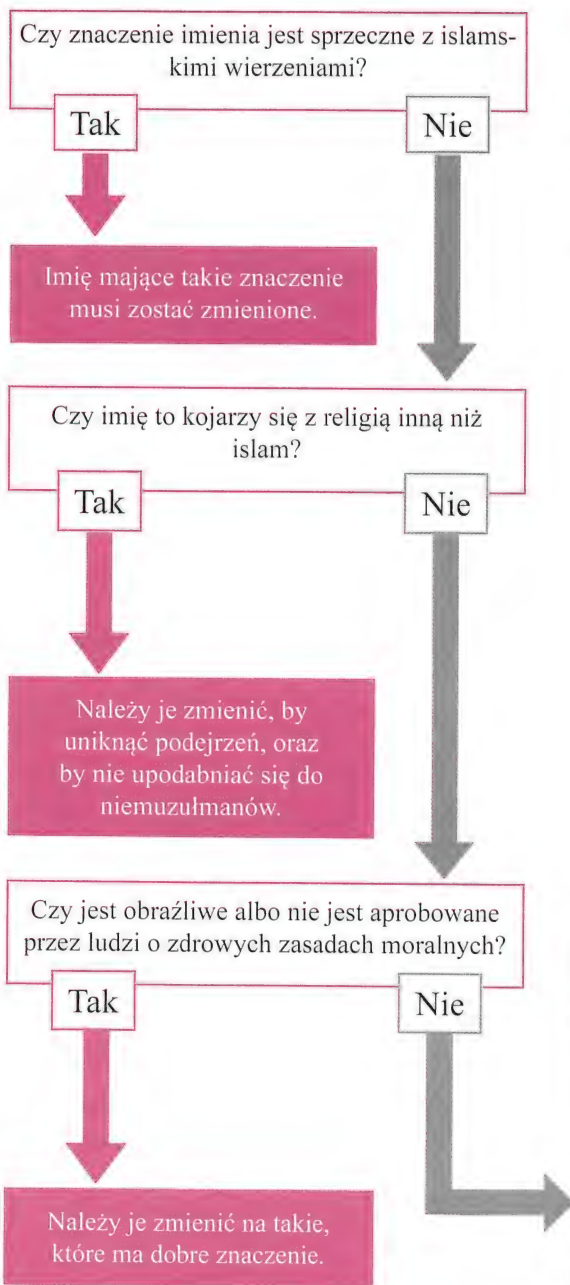 Czy znaczenie imienia jest sprzeczne z islams-
kimi wierzeniami?
Tak
Nie
Imię mające takie znaczenie
musi zostać zmienione.
Czy imię to kojarzy się z religią inną niż
islam?
Tak
Nie
Należy je zmienić, by
uniknąć podejrzeń, oraz
by nie upodabniać się do
niemuzułmanów.
Czy jest obraźliwe albo nie jest aprobowane
przez ludzi o zdrowych zasadach moralnych?
Tak
Nie
Należy je zmienić na takie,
które ma dobre znaczenie.